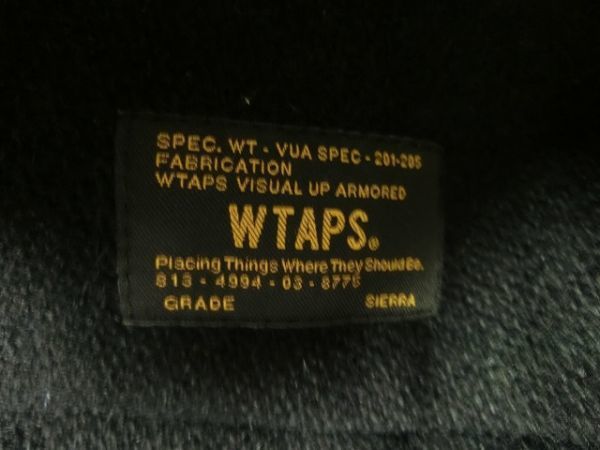 SPEC. WT - VUA SPEC - 201-205
FABRICATION
WTAPS VISUAL UP ARMORED
WTAPS®
Placing Things Where They Should Be.
813 - 4994 - 03 - 8775
GRADE SIERRA